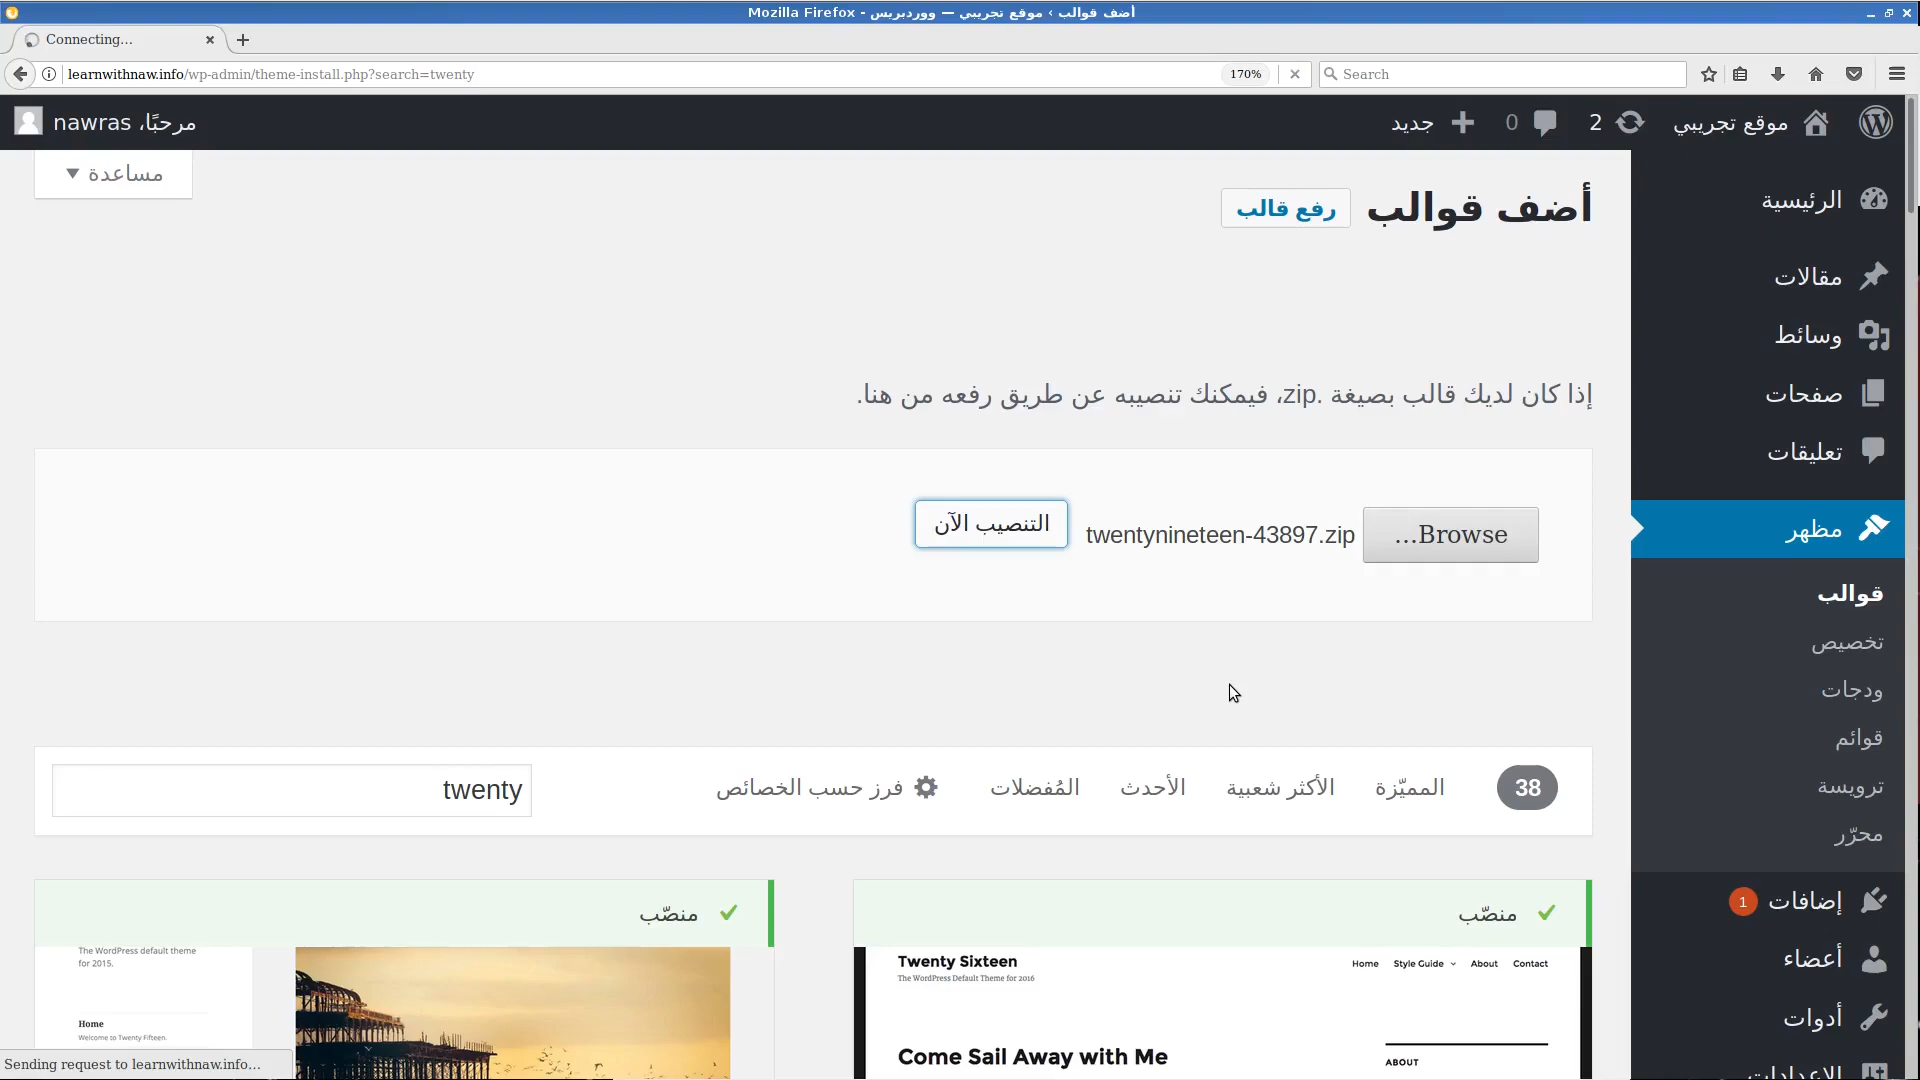 أضف قوالب ‹ موقع تجريبي — ووردبريس - Mozilla Firefox
Connecting...
learnwithnaw.info/wp-admin/theme-install.php?search=twenty
170%
Search
موقع تجريبي
2
0
جديد
مرحبًا، nawras
مساعدة
أضف قوالب
رفع قالب
إذا كان لديك قالب بصيغة .zip، فيمكنك تنصيبه عن طريق رفعه من هنا.
Browse...
twentynineteen-43897.zip
التنصيب الآن
38
المميّزة
الأكثر شعبية
الأحدث
المُفضلات
فرز حسب الخصائص
twenty
منصّب
Twenty Sixteen
The WordPress Default Theme for 2016
Home
Style Guide
About
Contact
Come Sail Away with Me
ABOUT
منصّب
The WordPress default theme
for 2015.
Home
Welcome to Twenty Fifteen.
الرئيسية
مقالات
وسائط
صفحات
تعليقات
مظهر
قوالب
تخصيص
ودجات
قوائم
ترويسة
محرّر
إضافات
1
أعضاء
أدوات
الإعدادات
Sending request to learnwithnaw.info...